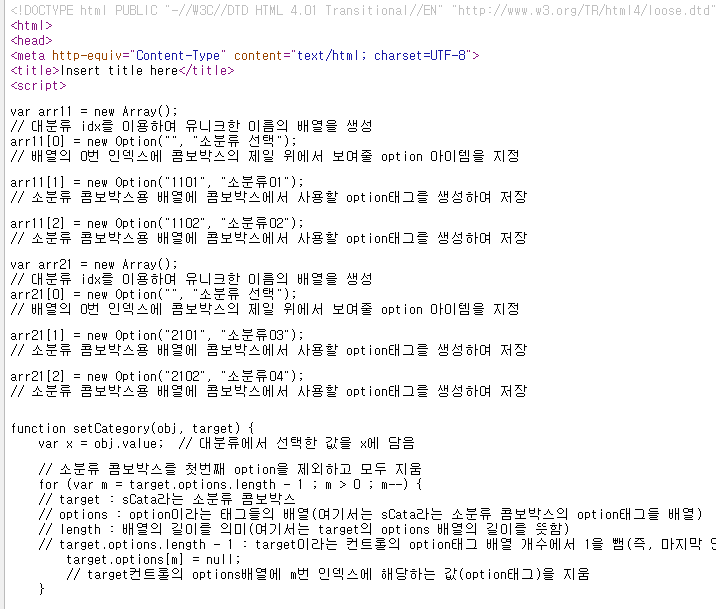 <!DOCTYPE html PUBLIC "-//W3C//DTD HTML 4.01 Transitional//EN" "http://www.w3.org/TR/html4/loose.dtd"
<html>
<head>
<meta http-equiv="Content-Type" content="text/html; charset=UTF-8">
<title>Insert title here</title>
<script>
var arr11 = new Array();
// 대분류 idx를 이용하여 유니크한 이름의 배열을 생성
arr11[0] = new Option("", "소분류 선택");
// 배열의 0번 인덱스에 콤보박스의 제일 위에서 보여줄 option 아이템을 지정
arr11[1] = new Option("1101", "소분류01");
// 소분류 콤보박스용 배열에 콤보박스에서 사용할 option태그를 생성하여 저장
arr11[2] = new Option("1102", "소분류02");
// 소분류 콤보박스용 배열에 콤보박스에서 사용할 option태그를 생성하여 저장
var arr21 = new Array();
// 대분류 idx를 이용하여 유니크한 이름의 배열을 생성
arr21[0] = new Option("", "소분류 선택");
// 배열의 0번 인덱스에 콤보박스의 제일 위에서 보여줄 option 아이템을 지정
arr21[1] = new Option("2101", "소분류03");
// 소분류 콤보박스용 배열에 콤보박스에서 사용할 option태그를 생성하여 저장
arr21[2] = new Option("2102", "소분류04");
// 소분류 콤보박스용 배열에 콤보박스에서 사용할 option태그를 생성하여 저장
function setCategory(obj, target) {
var x = obj.value; // 대분류에서 선택한 값을 x에 담음
// 소분류 콤보박스를 첫번째 option을 제외하고 모두 지움
for (var m = target.options.length - 1 ; m > 0 ; m--) {
// target : sCata라는 소분류 콤보박스
// options : option이라는 태그들의 배열(여기서는 sCata라는 소분류 콤보박스의 option태그들 배열)
// length : 배열의 길이를 의미(여기서는 target의 options 배열의 길이를 뜻함)
// target.options.length - 1 : target이라는 컨트롤의 option태그 배열 개수에서 1을 뺌(즉, 마지막
target.options[m] = null;
// target컨트롤의 options배열에 m번 인덱스에 해당하는 값(option태그)을 지움
}